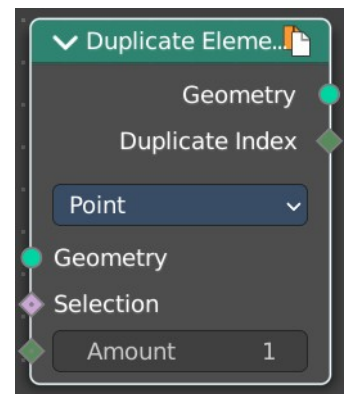 Duplicate Eleme...
Geometry
Duplicate Index
Point
Geometry
Selection
Amount 1